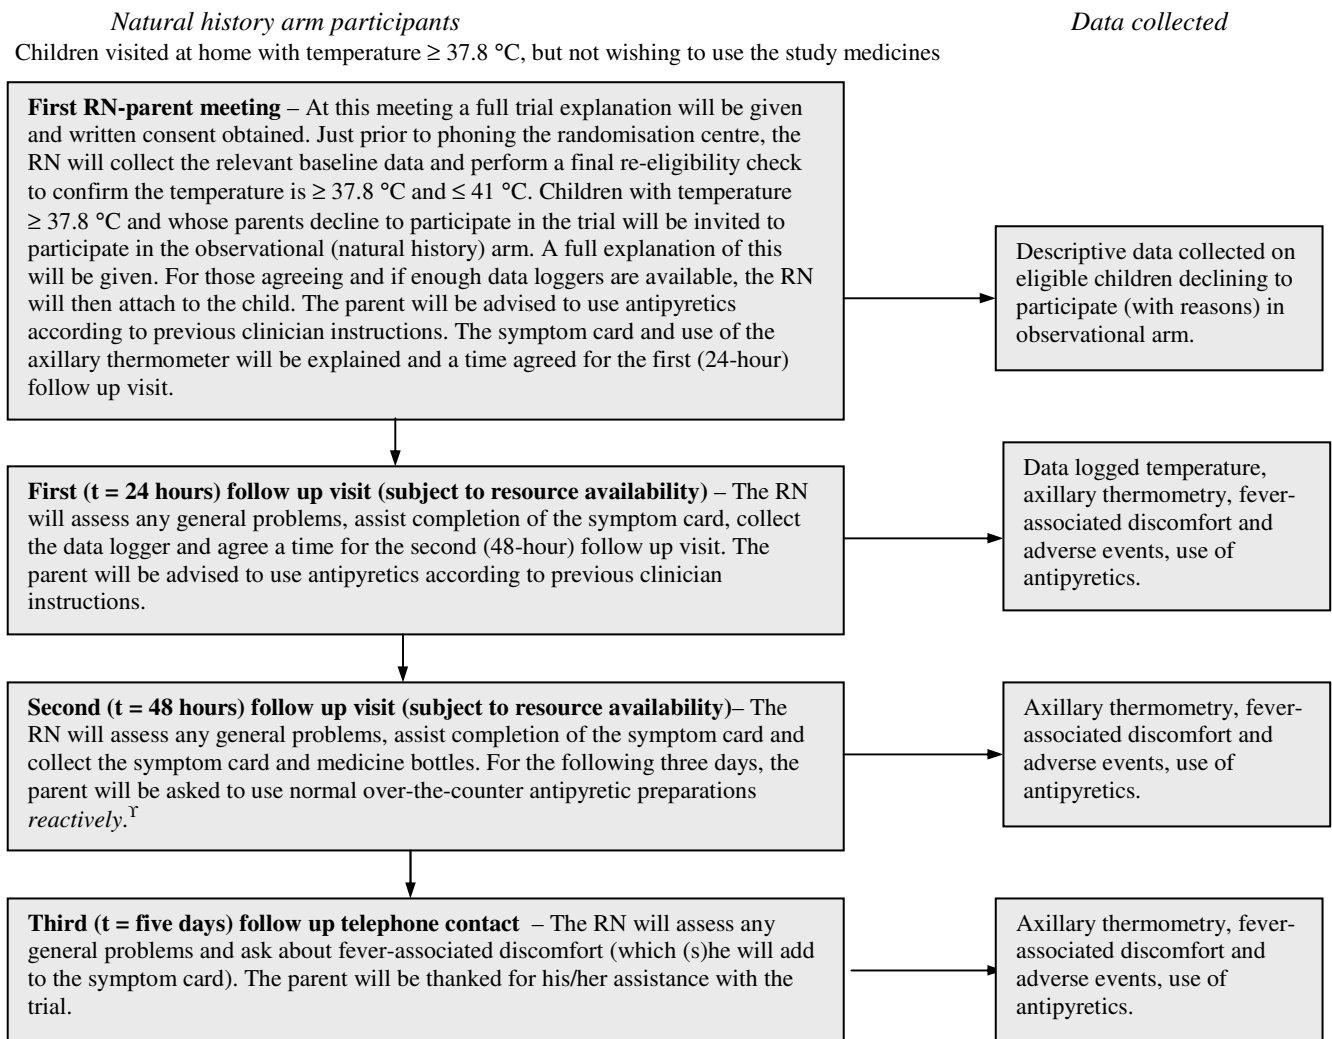 Natural history arm participants
Data collected
Children visited at home with temperature ≥ 37.8 °C, but not wishing to use the study medicines
First RN-parent meeting – At this meeting a full trial explanation will be given
and written consent obtained. Just prior to phoning the randomisation centre, the
RN will collect the relevant baseline data and perform a final re-eligibility check
to confirm the temperature is ≥ 37.8 °C and ≤ 41 °C. Children with temperature
≥ 37.8 °C and whose parents decline to participate in the trial will be invited to
participate in the observational (natural history) arm. A full explanation of this
will be given. For those agreeing and if enough data loggers are available, the RN
will then attach to the child. The parent will be advised to use antipyretics
according to previous clinician instructions. The symptom card and use of the
axillary thermometer will be explained and a time agreed for the first (24-hour)
follow up visit.
Descriptive data collected on
eligible children declining to
participate (with reasons) in
observational arm.
First (t = 24 hours) follow up visit (subject to resource availability) – The RN
will assess any general problems, assist completion of the symptom card, collect
the data logger and agree a time for the second (48-hour) follow up visit. The
parent will be advised to use antipyretics according to previous clinician
instructions.
Data logged temperature,
axillary thermometry, fever-
associated discomfort and
adverse events, use of
antipyretics.
Second (t = 48 hours) follow up visit (subject to resource availability)– The
RN will assess any general problems, assist completion of the symptom card and
collect the symptom card and medicine bottles. For the following three days, the
parent will be asked to use normal over-the-counter antipyretic preparations
reactively.ϒ
Axillary thermometry, fever-
associated discomfort and
adverse events, use of
antipyretics.
Third (t = five days) follow up telephone contact – The RN will assess any
general problems and ask about fever-associated discomfort (which (s)he will add
to the symptom card). The parent will be thanked for his/her assistance with the
trial.
Axillary thermometry, fever-
associated discomfort and
adverse events, use of
antipyretics.